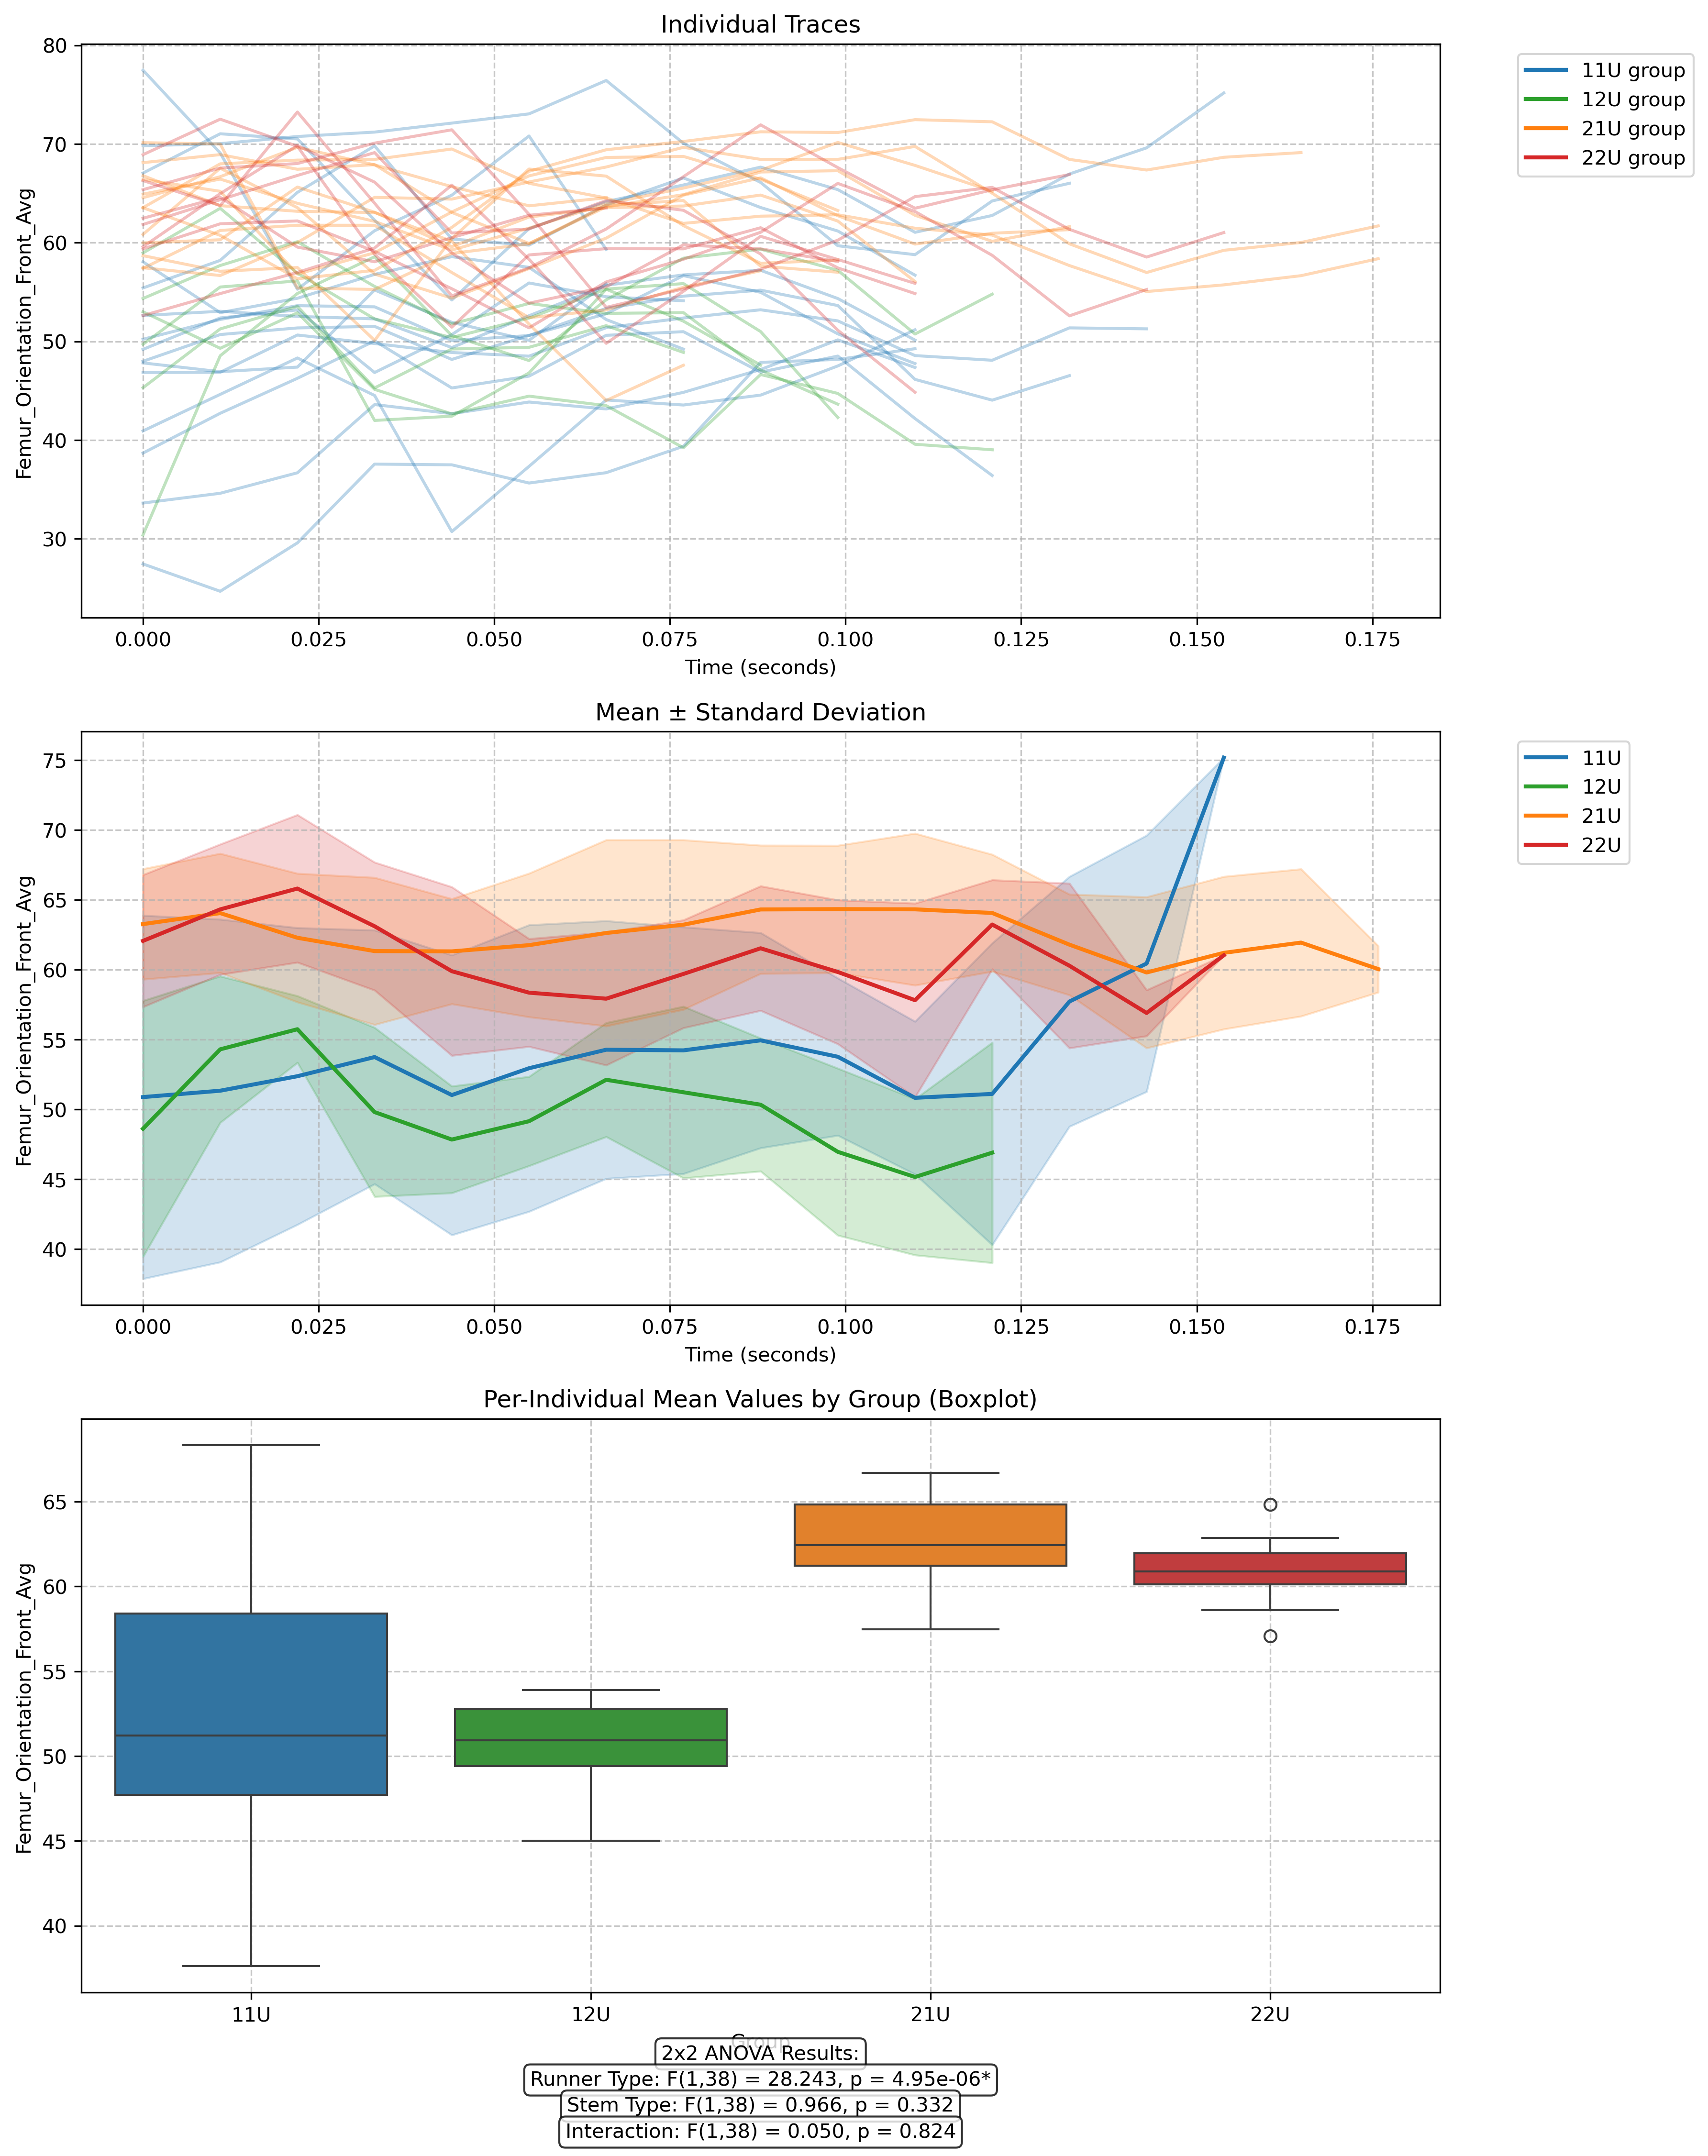 Individual Traces
Femur_Orientation_Front_Avg
80
70
60
50
40
30
0.000 0.025 0.050 0.075 0.100 0.125 0.150 0.175
Time (seconds)
11U group
12U group
21U group
22U group
Mean ± Standard Deviation
Femur_Orientation_Front_Avg
75
70
65
60
55
50
45
40
0.000 0.025 0.050 0.075 0.100 0.125 0.150 0.175
Time (seconds)
11U
12U
21U
22U
Per-Individual Mean Values by Group (Boxplot)
Femur_Orientation_Front_Avg
65
60
55
50
45
40
11U 12U 21U 22U
Group
2x2 ANOVA Results:
Runner Type: F(1,38) = 28.243, p = 4.95e-06*
Stem Type: F(1,38) = 0.966, p = 0.332
Interaction: F(1,38) = 0.050, p = 0.824